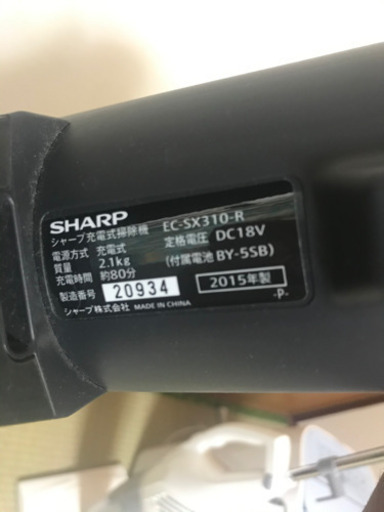 SHARP EC-SX310-R
シャープ充電式掃除機 定格電圧 DC18V
電源方式 充電式 (付属電池 BY-5SB)
質量 2.1kg
充電時間 約80分 2015年製
製造番号 20934 -P-
シャープ株式会社 MADE IN CHINA